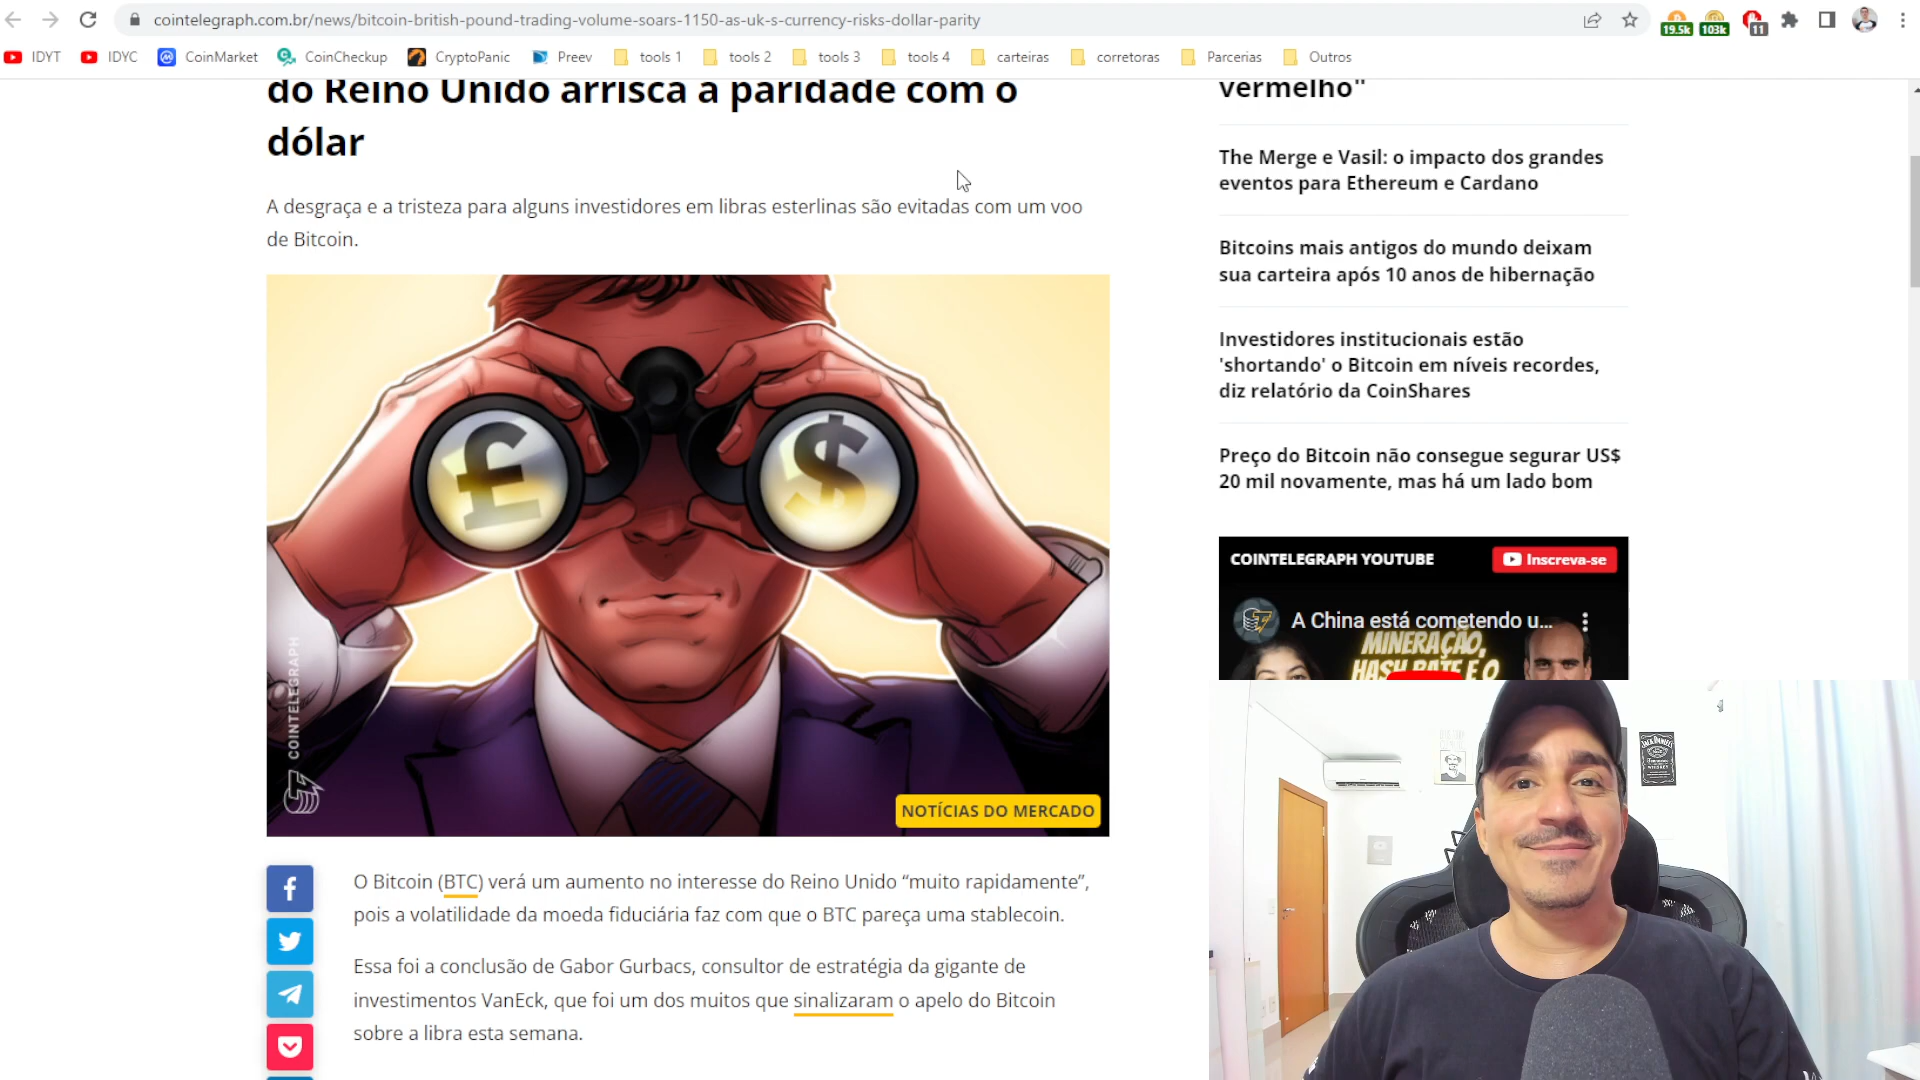 cointelegraph.com.br/news/bitcoin-british-pound-trading-volume-soars-1150-as-uk-s-currency-risks-dollar-parity
19.5k
103k
11
IDYT
IDYC
CoinMarket
CoinCheckup
CryptoPanic
Preev
tools 1
tools 2
tools 3
tools 4
carteiras
corretoras
Parcerias
Outros
do Reino Unido arrisca a paridade com o
dólar
A desgraça e a tristeza para alguns investidores em libras esterlinas são evitadas com um voo
de Bitcoin.
£
$
COINTELEGRAPH
NOTÍCIAS DO MERCADO
O Bitcoin (BTC) verá um aumento no interesse do Reino Unido “muito rapidamente”,
pois a volatilidade da moeda fiduciária faz com que o BTC pareça uma stablecoin.
Essa foi a conclusão de Gabor Gurbacs, consultor de estratégia da gigante de
investimentos VanEck, que foi um dos muitos que sinalizaram o apelo do Bitcoin
sobre a libra esta semana.
vermelho"
The Merge e Vasil: o impacto dos grandes
eventos para Ethereum e Cardano
Bitcoins mais antigos do mundo deixam
sua carteira após 10 anos de hibernação
Investidores institucionais estão
'shortando' o Bitcoin em níveis recordes,
diz relatório da CoinShares
Preço do Bitcoin não consegue segurar US$
20 mil novamente, mas há um lado bom
COINTELEGRAPH YOUTUBE
Inscreva-se
A China está cometendo u...
MINERAÇÃO,
HASH RATE E O
JACK DANIEL'S